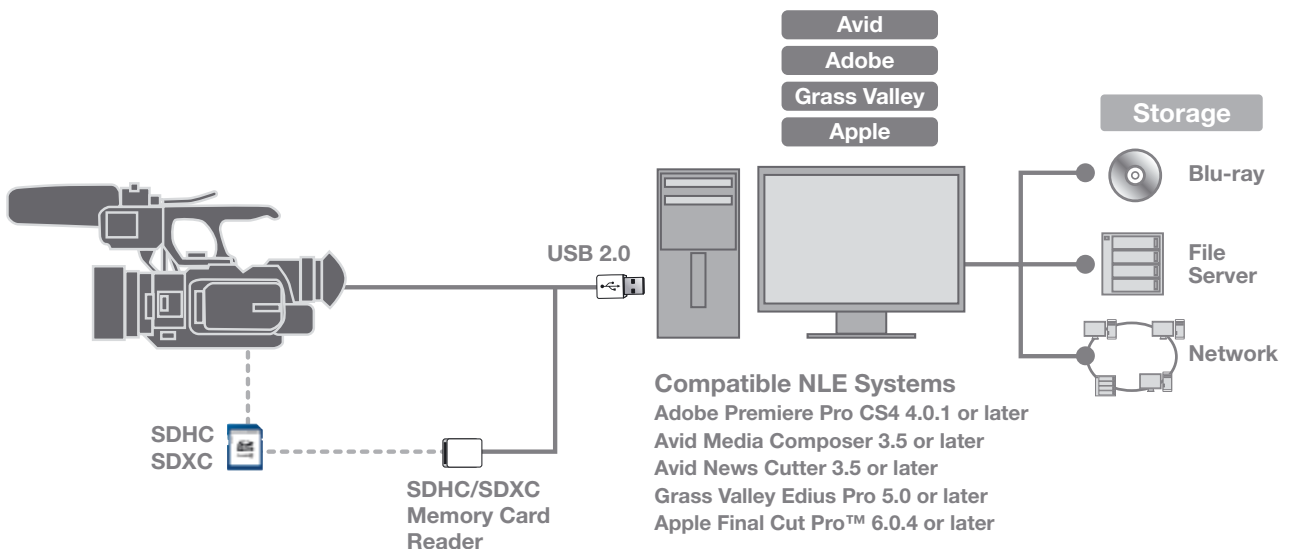 Avid
Adobe
Grass Valley
Apple
Storage
Blu-ray
File
Server
Network
USB 2.0
SDHC
SDXC
SDHC/SDXC
Memory Card
Reader
Compatible NLE Systems
Adobe Premiere Pro CS4 4.0.1 or later
Avid Media Composer 3.5 or later
Avid News Cutter 3.5 or later
Grass Valley Edius Pro 5.0 or later
Apple Final Cut Pro™ 6.0.4 or later